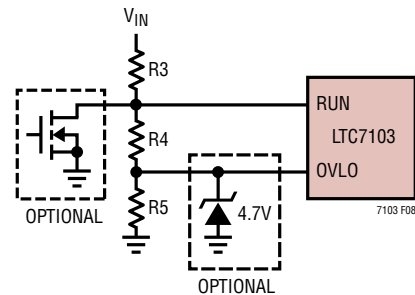 VIN
R3
RUN
R4
LTC7103
OVLO
R5
4.7V
7103 F08
OPTIONAL
OPTIONAL